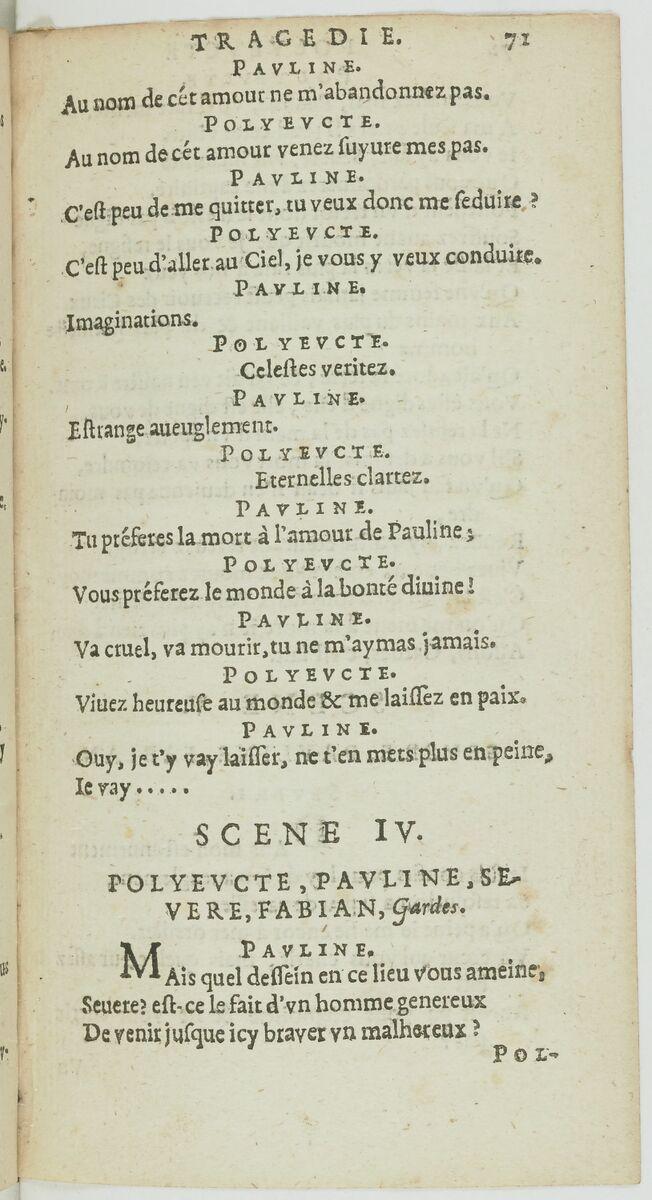 TRAGEDIE. 71
PAVLINE.
Au nom de cét amour ne m'abandonnez pas.
POLYEVCTE.
Au nom de cét amour venez ſuyure mes pas.
PAVLINE.
C'eſt peu de me quitter, tu veux donc me ſeduire ?
POLYEVCTE.
C'eſt peu d'aller au Ciel, je vous y veux conduire.
PAVLINE.
Imaginations.
POLYEVCTE.
Celeſtes veritez.
PAVLINE.
Eſtrange aueuglement.
POLYEVCTE.
Eternelles clartez.
PAVLINE.
Tu préferes la mort à l'amour de Pauline ;
POLYEVCTE.
Vous préferez le monde à la bonté diuine !
PAVLINE.
Va cruel, va mourir, tu ne m'aymas jamais.
POLYEVCTE.
Viuez heureuſe au monde & me laiſſez en paix.
PAVLINE.
Ouy, je t'y vay laiſſer, ne t'en mets plus en peine,
Ie vay . . . . .
SCENE IV.
POLYEVCTE, PAVLINE, SE-
VERE, FABIAN, Gardes.
PAVLINE.
MAis quel deſſein en ce lieu vous ameine,
Seuere ? eſt-ce le fait d'vn homme genereux
De venir juſque icy brauer vn malheureux ?
POL-